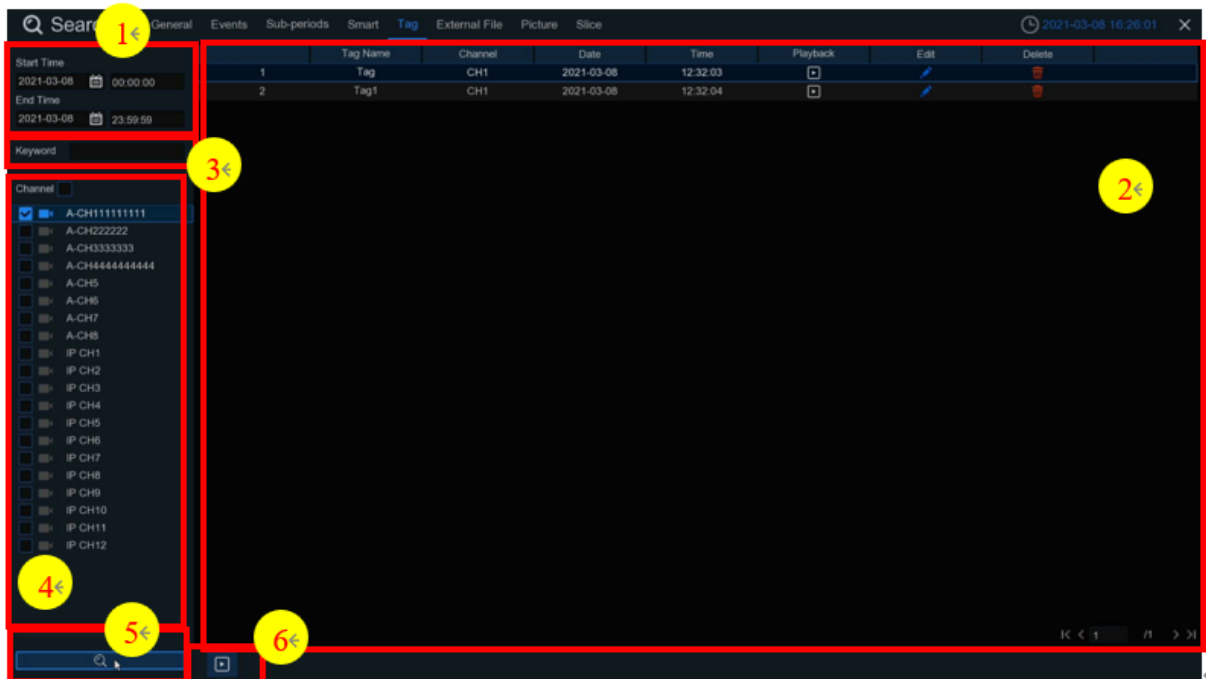 Search General Events Sub-periods Smart Tag External File Picture Slice 2021-03-08 16:26:01
1
Tag Name Channel Date Time Playback Edit Delete
Start Time
1 Tag CH1 2021-03-08 12:32:03
2021-03-08 00:00:00
2 Tag1 CH1 2021-03-08 12:32:04
End Time
2021-03-08 23:59:59
Keyword
3
2
Channel
A-CH111111111
A-CH222222
A-CH3333333
A-CH4444444444
A-CH5
A-CH6
A-CH7
A-CH8
IP CH1
IP CH2
IP CH3
IP CH4
IP CH5
IP CH6
IP CH7
IP CH8
IP CH9
IP CH10
IP CH11
IP CH12
4
5
6
1 /1